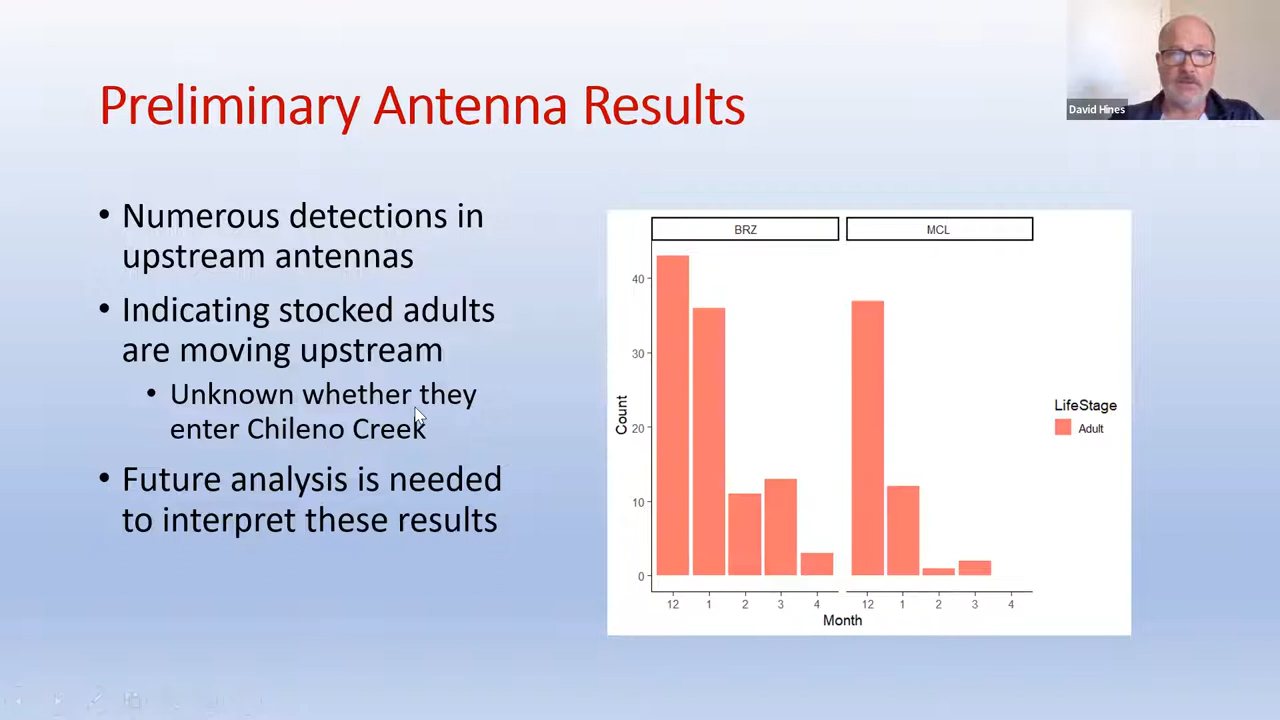 David Hines
Preliminary Antenna Results
• Numerous detections in
upstream antennas
• Indicating stocked adults
are moving upstream
• Unknown whether they
enter Chileno Creek
• Future analysis is needed
to interpret these results
BRZ
MCL
40
30
20
10
0
Count
12 1 2 3 4
12 1 2 3 4
Month
LifeStage
Adult